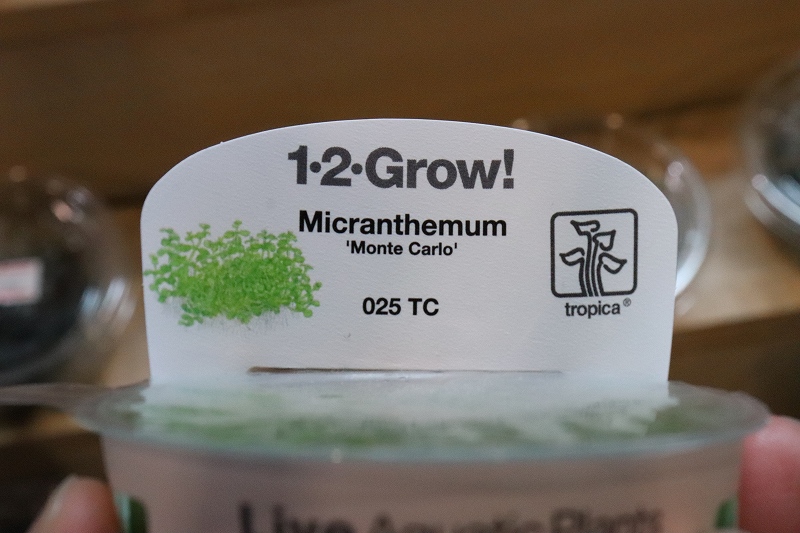 1·2·Grow!
Micranthemum
'Monte Carlo'
025 TC
tropica®
Live Aquatic Plants